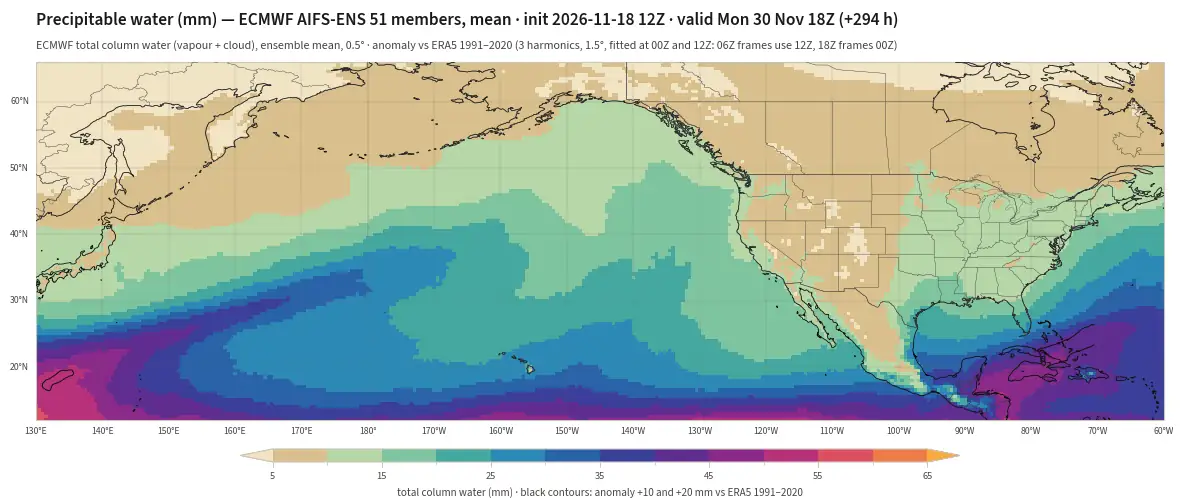 Precipitable water (mm) — ECMWF AIFS-ENS 51 members, mean · init 2026-11-18 12Z · valid Mon 30 Nov 18Z (+294 h)
ECMWF total column water (vapour + cloud), ensemble mean, 0.5° · anomaly vs ERA5 1991–2020 (3 harmonics, 1.5°, fitted at 00Z and 12Z: 06Z frames use 12Z, 18Z frames 00Z)
60°N
50°N
40°N
30°N
20°N
130°E 140°E 150°E 160°E 170°E 180° 170°W 160°W 150°W 140°W 130°W 120°W 110°W 100°W 90°W 80°W 70°W 60°W
5 15 25 35 45 55 65
total column water (mm) · black contours: anomaly +10 and +20 mm vs ERA5 1991–2020